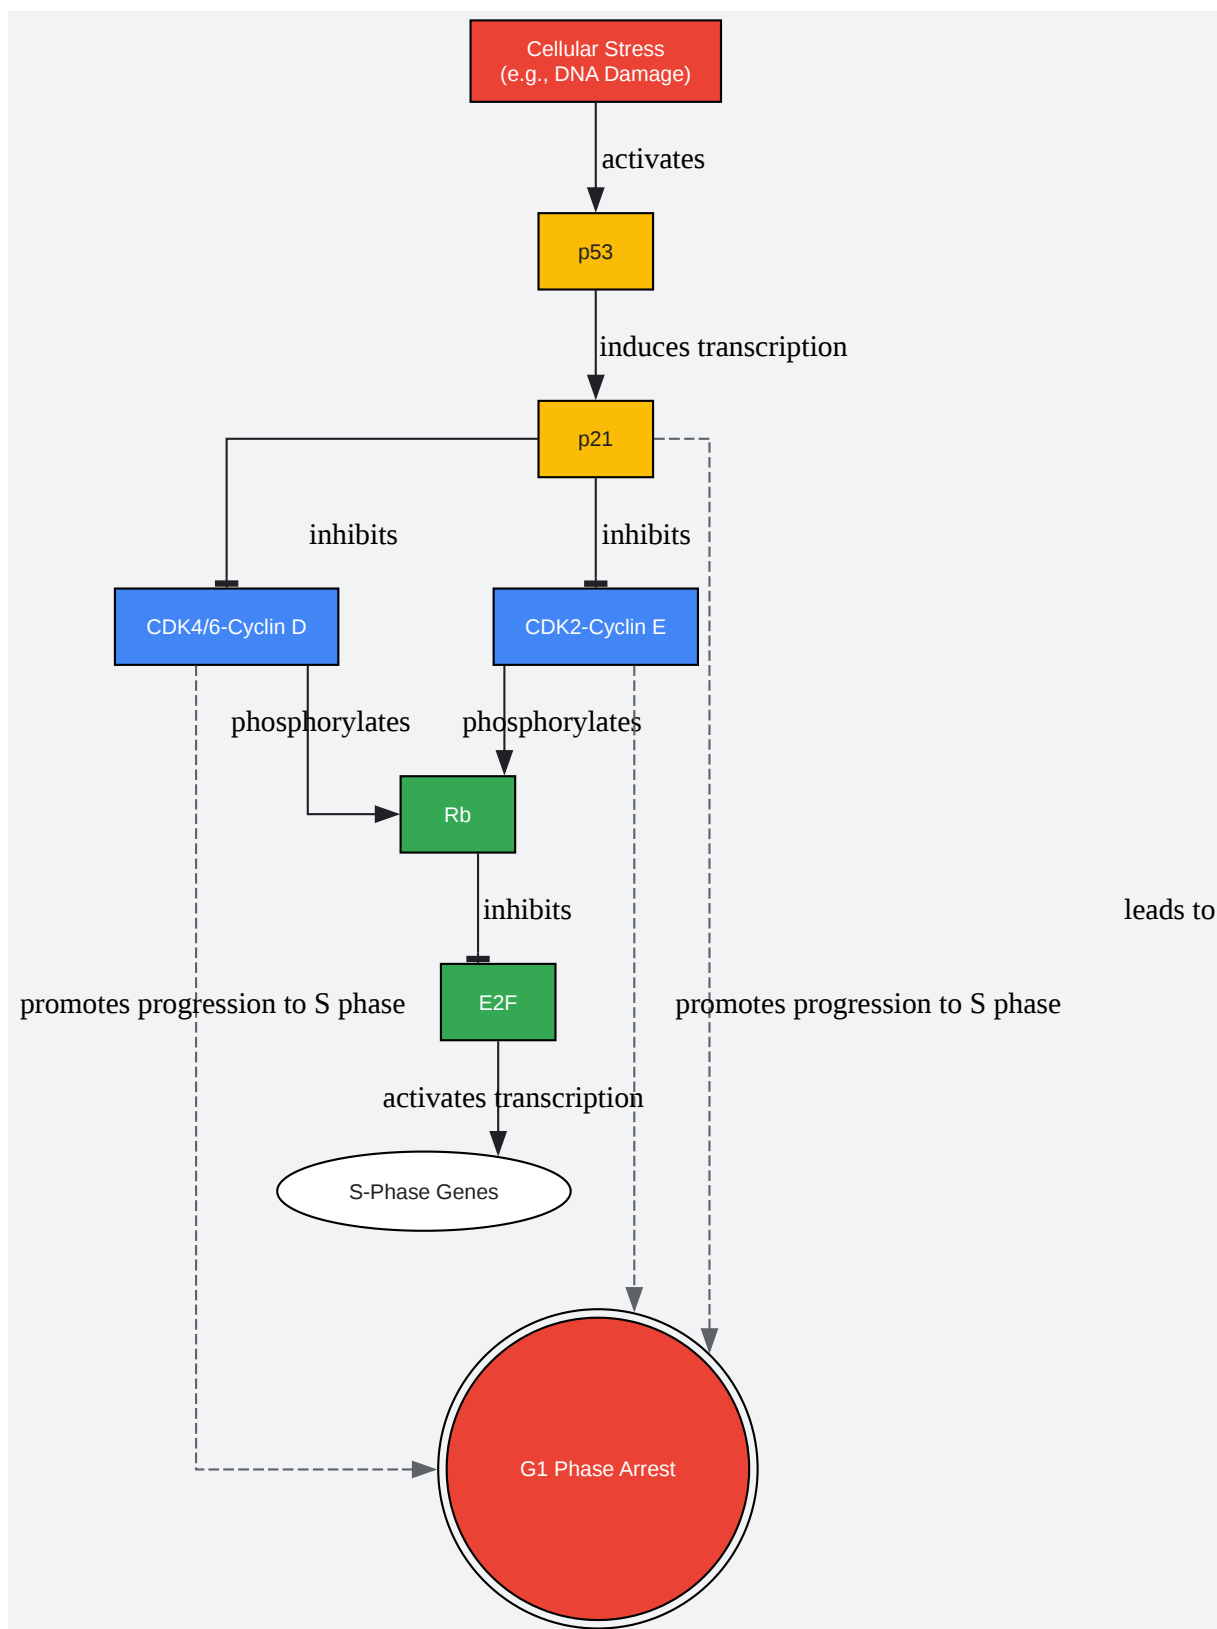 Cellular Stress
(e.g., DNA Damage)
activates
p53
induces transcription
p21
inhibits
inhibits
CDK4/6-Cyclin D
CDK2-Cyclin E
phosphorylates
phosphorylates
Rb
inhibits
leads to
E2F
promotes progression to S phase
promotes progression to S phase
activates transcription
S-Phase Genes
G1 Phase Arrest